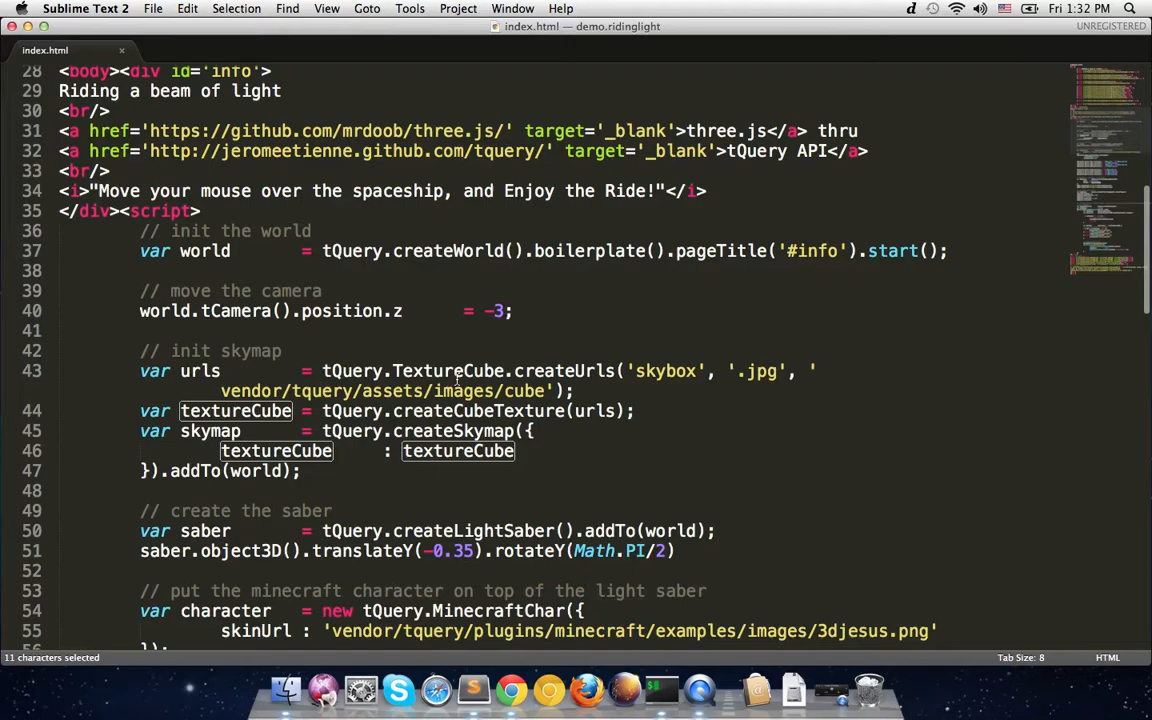 Sublime Text 2 File Edit Selection Find View Goto Tools Project Window Help Fri 1:32 PM
index.html — demo.ridinglight UNREGISTERED
index.html ×
28 <body><div id='info'>
29 Riding a beam of light
30 <br/>
31 <a href='https://github.com/mrdoob/three.js/' target='_blank'>three.js</a> thru
32 <a href='http://jeromeetienne.github.com/tquery/' target='_blank'>tQuery API</a>
33 <br/>
34 <i>"Move your mouse over the spaceship, and Enjoy the Ride!"</i>
35 </div><script>
36 // init the world
37 var world = tQuery.createWorld().boilerplate().pageTitle('#info').start();
38
39 // move the camera
40 world.tCamera().position.z = -3;
41
42 // init skymap
43 var urls = tQuery.TextureCube.createUrls('skybox', '.jpg', '
vendor/tquery/assets/images/cube');
44 var textureCube = tQuery.createCubeTexture(urls);
45 var skymap = tQuery.createSkymap({
46 textureCube : textureCube
47 }).addTo(world);
48
49 // create the saber
50 var saber = tQuery.createLightSaber().addTo(world);
51 saber.object3D().translateY(-0.35).rotateY(Math.PI/2)
52
53 // put the minecraft character on top of the light saber
54 var character = new tQuery.MinecraftChar({
55 skinUrl : 'vendor/tquery/plugins/minecraft/examples/images/3djesus.png'
});
11 characters selected Tab Size: 8 HTML